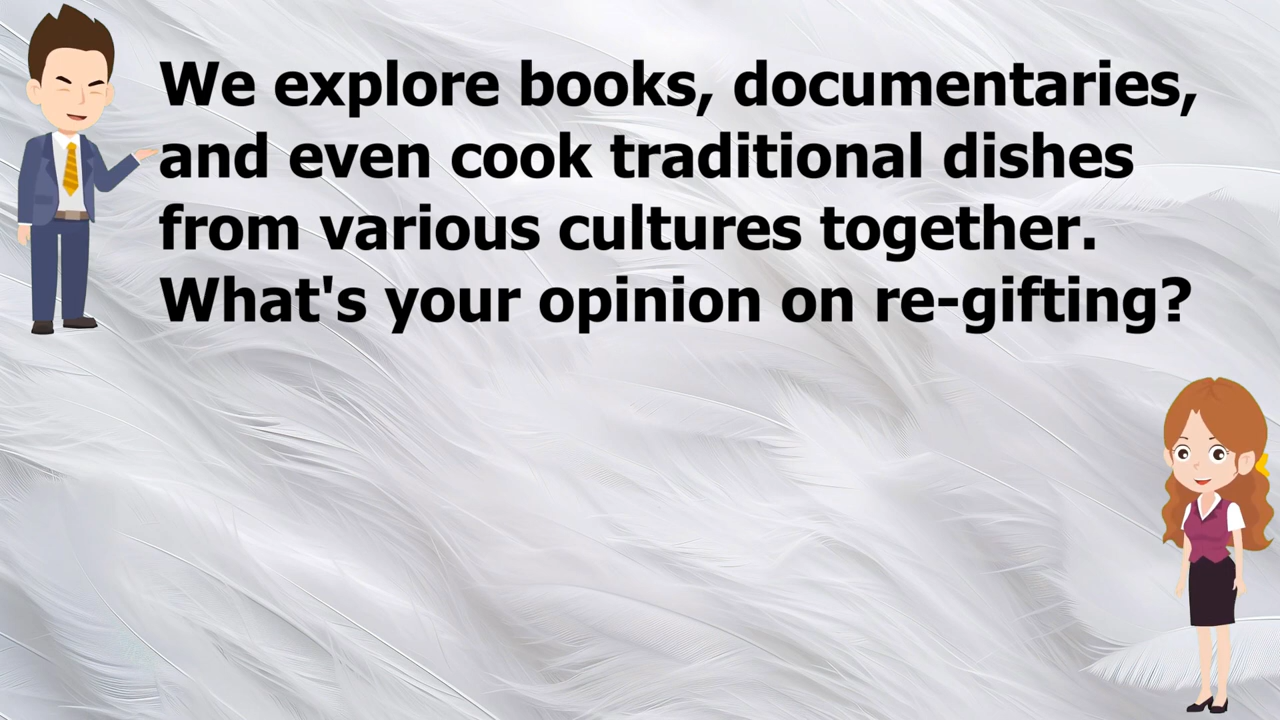 We explore books, documentaries,
and even cook traditional dishes
from various cultures together.
What's your opinion on re-gifting?